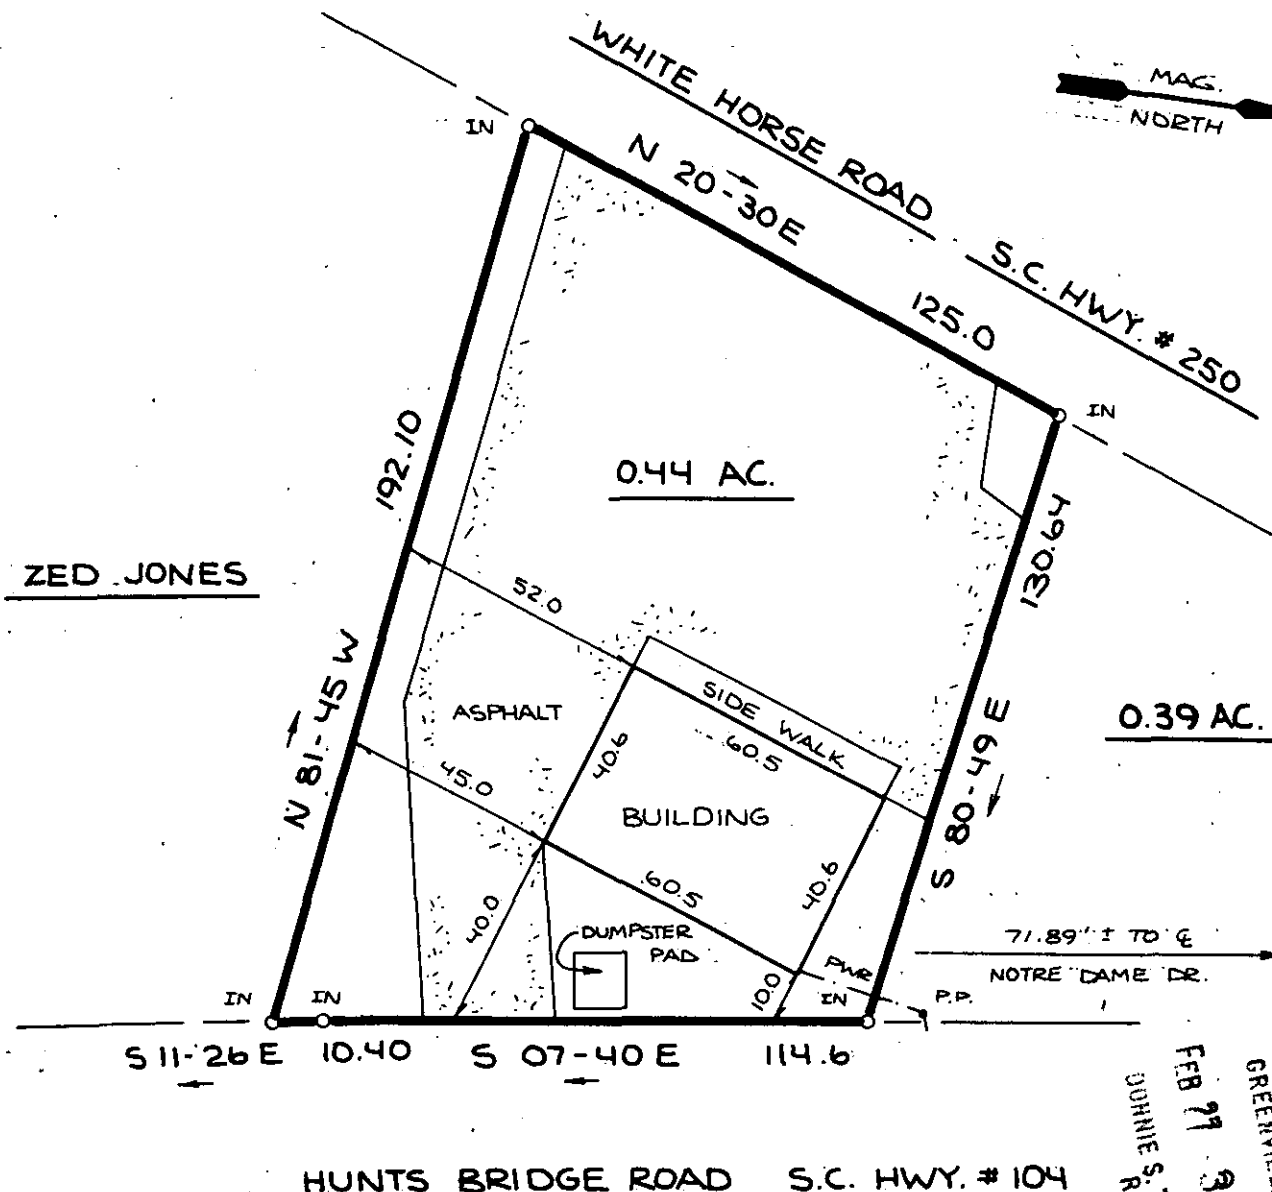 WHITE HORSE ROAD
S.C. HWY. # 250
MAG.
NORTH
IN
N 20-30 E
125.0
IN
192.10
0.44 AC.
130.64
ZED JONES
52.0
N 81-45 W
ASPHALT
SIDE WALK
60.5
40.6
S 80-49 E
0.39 AC.
45.0
BUILDING
60.5
40.6
40.0
DUMPSTER
PAD
71.89' ± TO ℄
NOTRE DAME DR.
PWR
10.0
IN
P.P.
IN
IN
S 11-26 E 10.40 S 07-40 E 114.6
FEB
DONNIE S.
HUNTS BRIDGE ROAD S.C. HWY. # 104